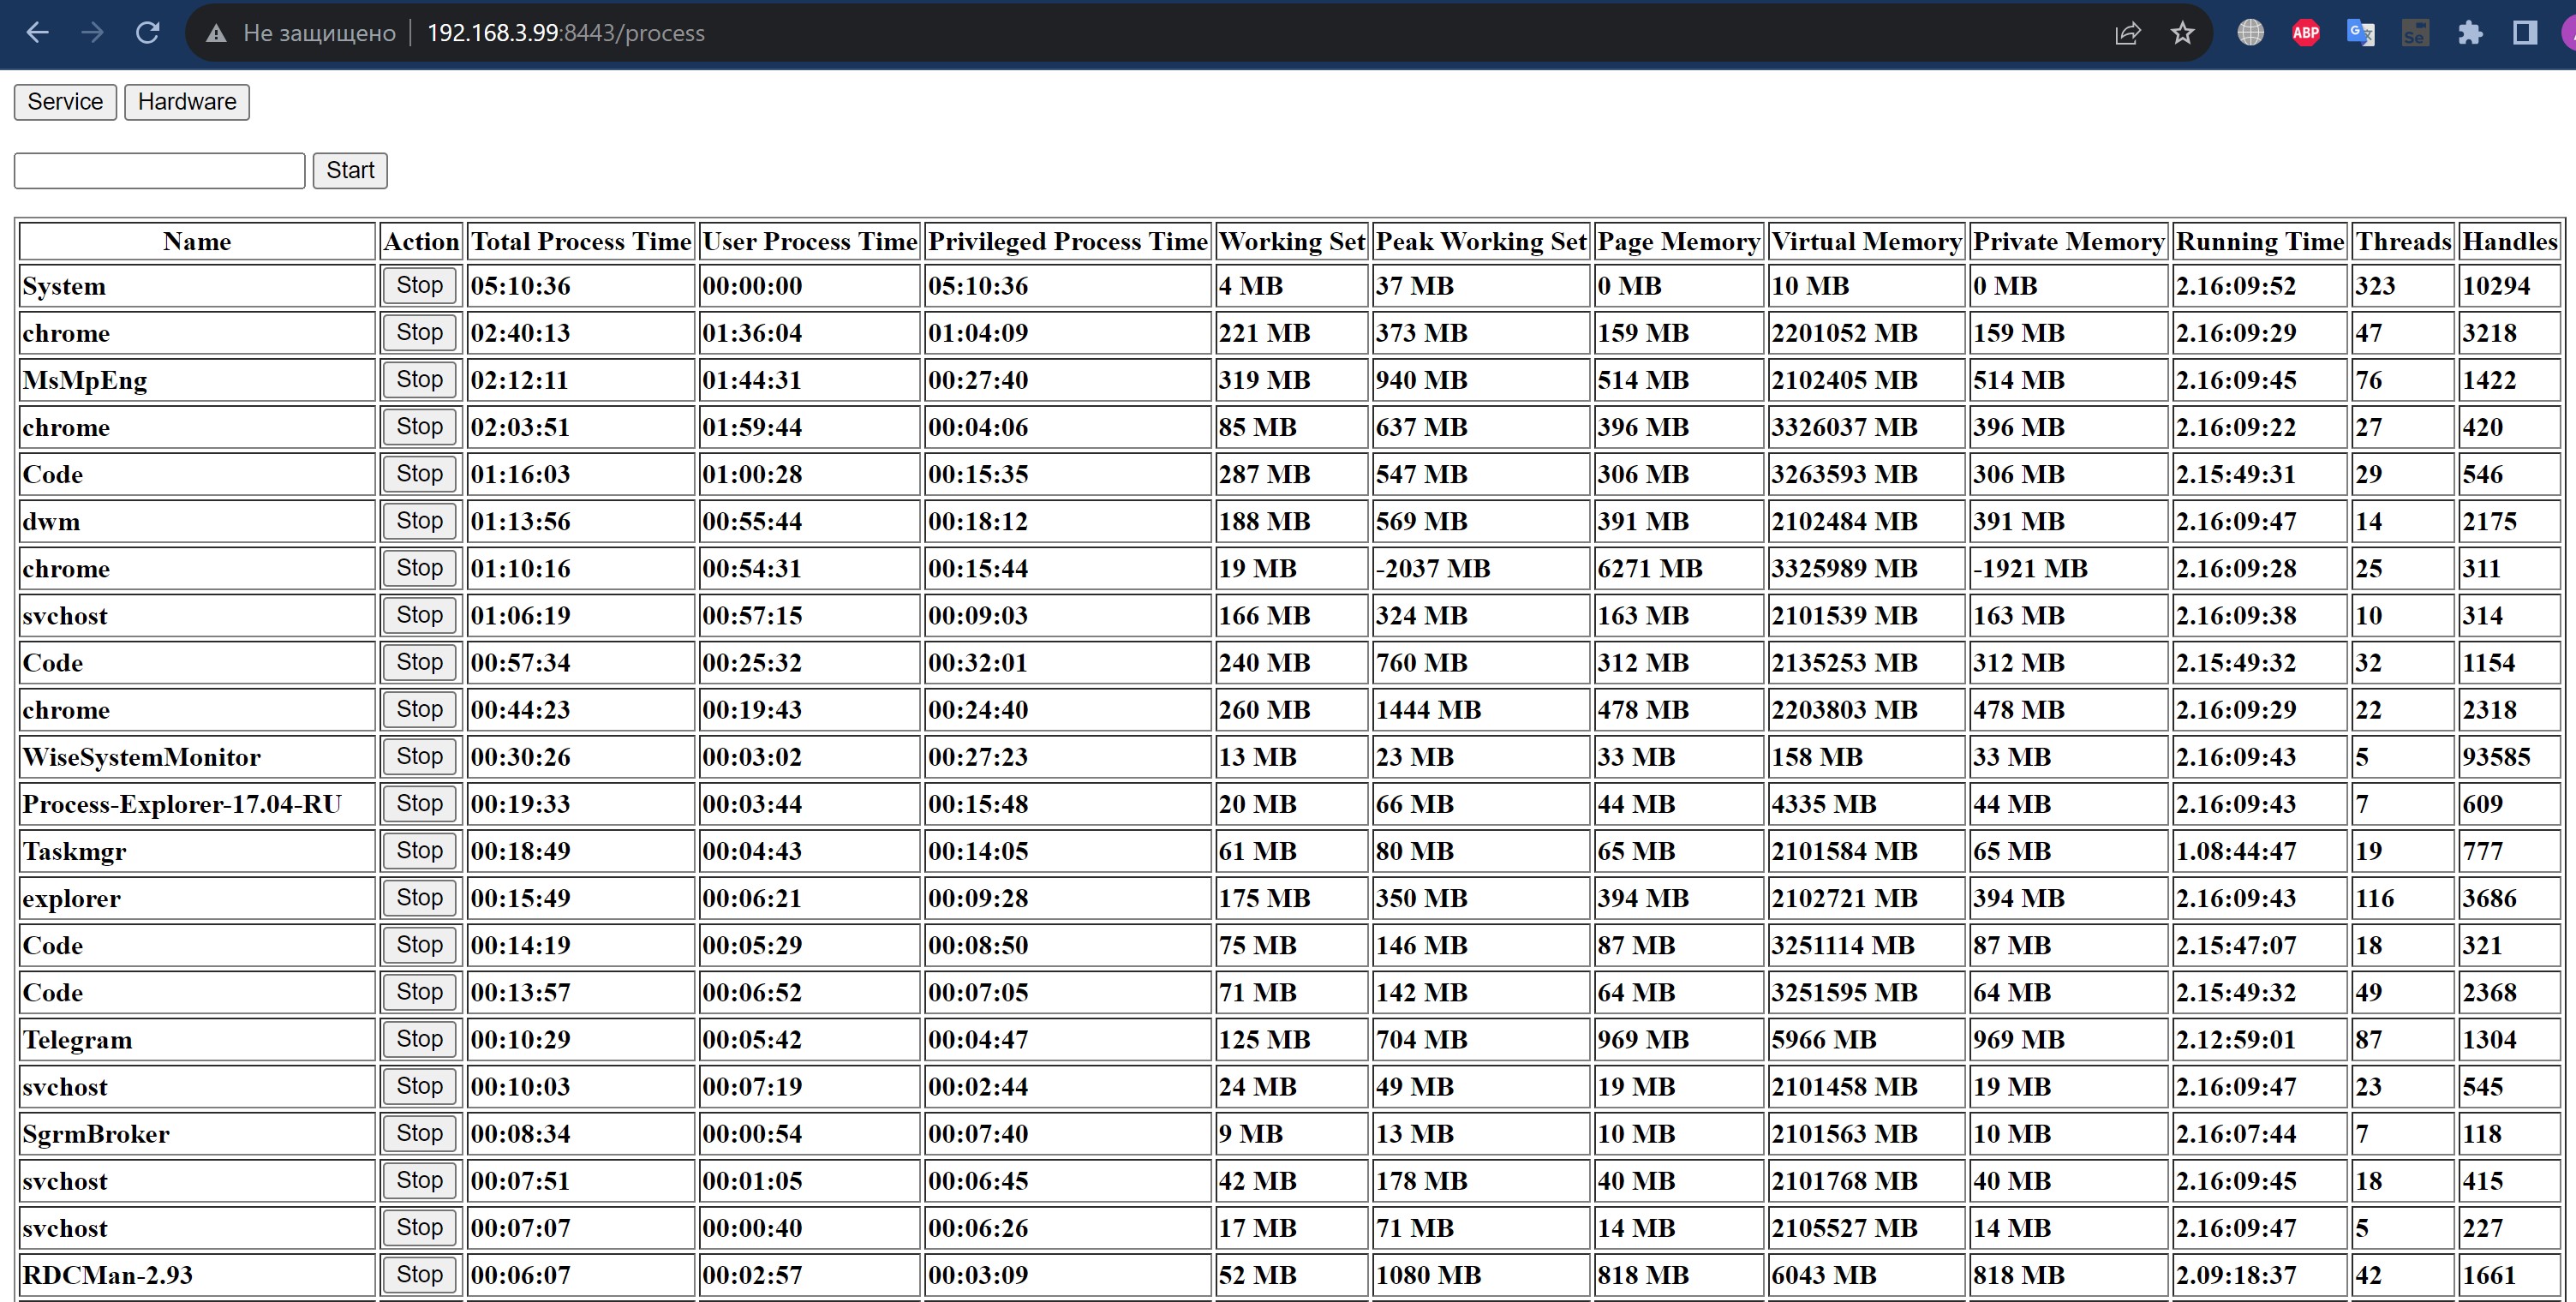 Не защищено 192.168.3.99:8443/process ABP G Se
Service Hardware
Start
Name Action Total Process Time User Process Time Privileged Process Time Working Set Peak Working Set Page Memory Virtual Memory Private Memory Running Time Threads Handles
System Stop 05:10:36 00:00:00 05:10:36 4 MB 37 MB 0 MB 10 MB 0 MB 2.16:09:52 323 10294
chrome Stop 02:40:13 01:36:04 01:04:09 221 MB 373 MB 159 MB 2201052 MB 159 MB 2.16:09:29 47 3218
MsMpEng Stop 02:12:11 01:44:31 00:27:40 319 MB 940 MB 514 MB 2102405 MB 514 MB 2.16:09:45 76 1422
chrome Stop 02:03:51 01:59:44 00:04:06 85 MB 637 MB 396 MB 3326037 MB 396 MB 2.16:09:22 27 420
Code Stop 01:16:03 01:00:28 00:15:35 287 MB 547 MB 306 MB 3263593 MB 306 MB 2.15:49:31 29 546
dwm Stop 01:13:56 00:55:44 00:18:12 188 MB 569 MB 391 MB 2102484 MB 391 MB 2.16:09:47 14 2175
chrome Stop 01:10:16 00:54:31 00:15:44 19 MB -2037 MB 6271 MB 3325989 MB -1921 MB 2.16:09:28 25 311
svchost Stop 01:06:19 00:57:15 00:09:03 166 MB 324 MB 163 MB 2101539 MB 163 MB 2.16:09:38 10 314
Code Stop 00:57:34 00:25:32 00:32:01 240 MB 760 MB 312 MB 2135253 MB 312 MB 2.15:49:32 32 1154
chrome Stop 00:44:23 00:19:43 00:24:40 260 MB 1444 MB 478 MB 2203803 MB 478 MB 2.16:09:29 22 2318
WiseSystemMonitor Stop 00:30:26 00:03:02 00:27:23 13 MB 23 MB 33 MB 158 MB 33 MB 2.16:09:43 5 93585
Process-Explorer-17.04-RU Stop 00:19:33 00:03:44 00:15:48 20 MB 66 MB 44 MB 4335 MB 44 MB 2.16:09:43 7 609
Taskmgr Stop 00:18:49 00:04:43 00:14:05 61 MB 80 MB 65 MB 2101584 MB 65 MB 1.08:44:47 19 777
explorer Stop 00:15:49 00:06:21 00:09:28 175 MB 350 MB 394 MB 2102721 MB 394 MB 2.16:09:43 116 3686
Code Stop 00:14:19 00:05:29 00:08:50 75 MB 146 MB 87 MB 3251114 MB 87 MB 2.15:47:07 18 321
Code Stop 00:13:57 00:06:52 00:07:05 71 MB 142 MB 64 MB 3251595 MB 64 MB 2.15:49:32 49 2368
Telegram Stop 00:10:29 00:05:42 00:04:47 125 MB 704 MB 969 MB 5966 MB 969 MB 2.12:59:01 87 1304
svchost Stop 00:10:03 00:07:19 00:02:44 24 MB 49 MB 19 MB 2101458 MB 19 MB 2.16:09:47 23 545
SgrmBroker Stop 00:08:34 00:00:54 00:07:40 9 MB 13 MB 10 MB 2101563 MB 10 MB 2.16:07:44 7 118
svchost Stop 00:07:51 00:01:05 00:06:45 42 MB 178 MB 40 MB 2101768 MB 40 MB 2.16:09:45 18 415
svchost Stop 00:07:07 00:00:40 00:06:26 17 MB 71 MB 14 MB 2105527 MB 14 MB 2.16:09:47 5 227
RDCMan-2.93 Stop 00:06:07 00:02:57 00:03:09 52 MB 1080 MB 818 MB 6043 MB 818 MB 2.09:18:37 42 1661